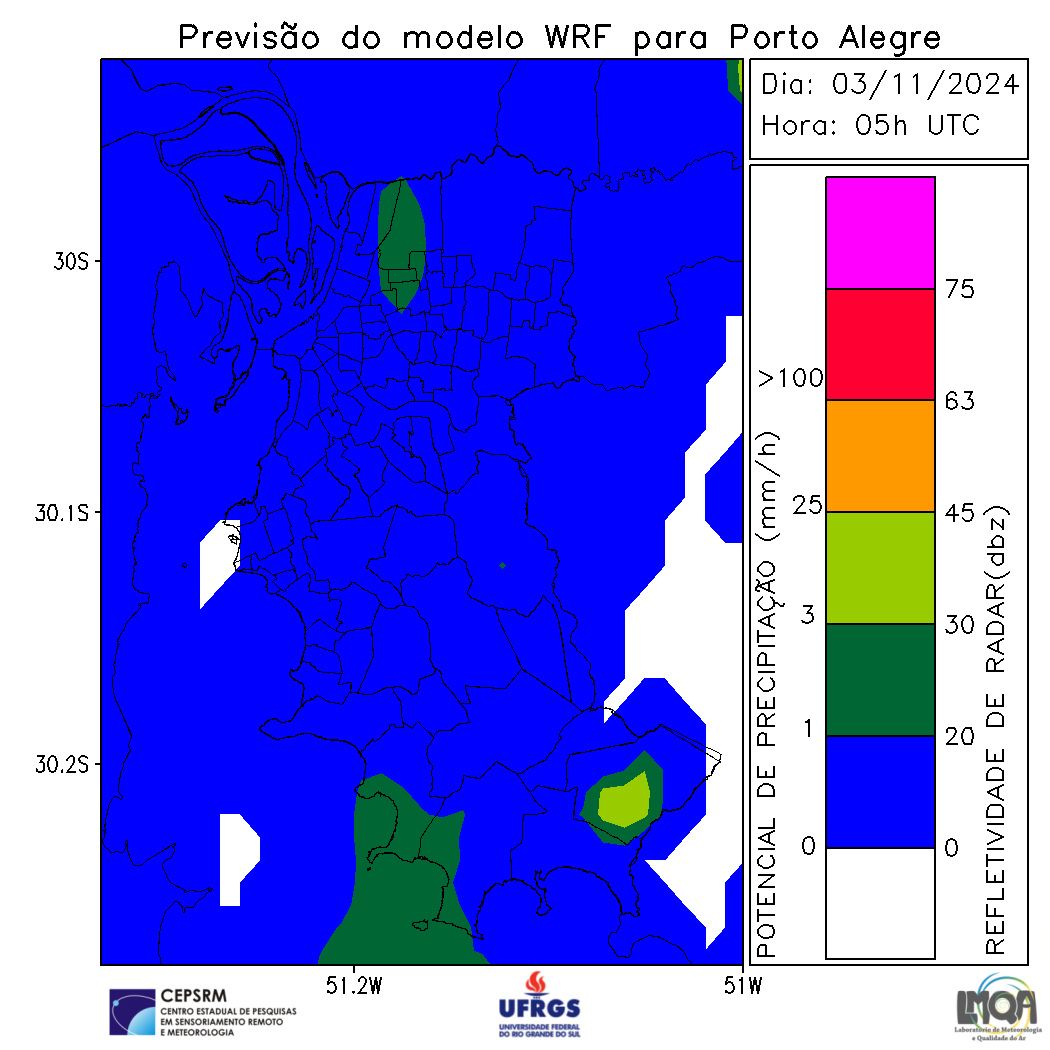 Previsão do modelo WRF para Porto Alegre
Dia: 03/11/2024
Hora: 05h UTC
30S
30.1S
30.2S
51.2W
51W
POTENCIAL DE PRECIPITAÇÃO (mm/h)
>100
25
3
1
0
75
63
45
30
20
0
REFLETIVIDADE DE RADAR(dbz)
CEPSRM
CENTRO ESTADUAL DE PESQUISAS
EM SENSORIAMENTO REMOTO
E METEOROLOGIA
UFRGS
UNIVERSIDADE FEDERAL
DO RIO GRANDE DO SUL
LMQA
Laboratório de Meteorologia
e Qualidade do Ar